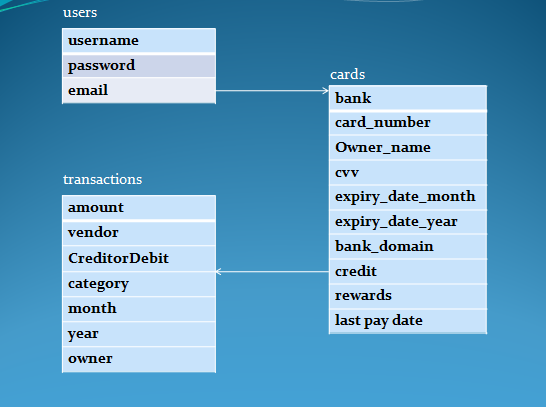 users
username
password
email
cards
bank
card_number
Owner_name
cvv
expiry_date_month
expiry_date_year
bank_domain
credit
rewards
last pay date
transactions
amount
vendor
CreditorDebit
category
month
year
owner